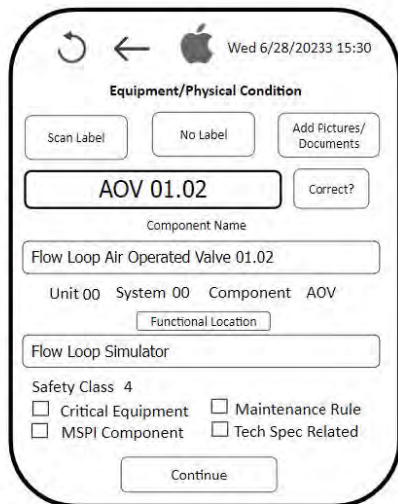 Wed 6/28/20233 15:30
Equipment/Physical Condition
Scan Label
No Label
Add Pictures/
Documents
AOV 01.02
Correct?
Component Name
Flow Loop Air Operated Valve 01.02
Unit 00 System 00 Component AOV
Functional Location
Flow Loop Simulator
Safety Class 4
Critical Equipment Maintenance Rule
MSPI Component Tech Spec Related
Continue